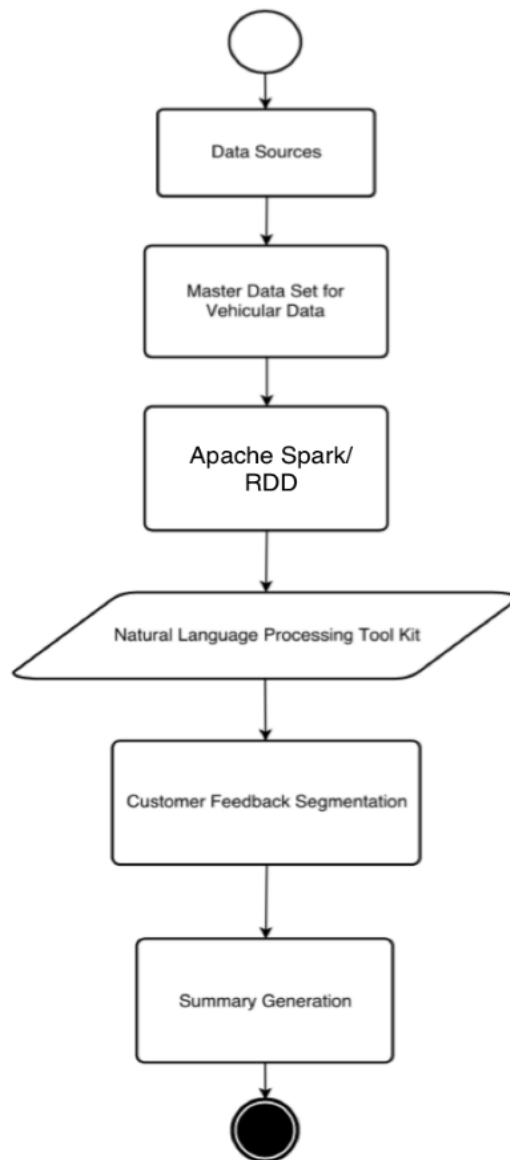 Data Sources
Master Data Set for
Vehicular Data
Apache Spark/
RDD
Natural Language Processing Tool Kit
Customer Feedback Segmentation
Summary Generation